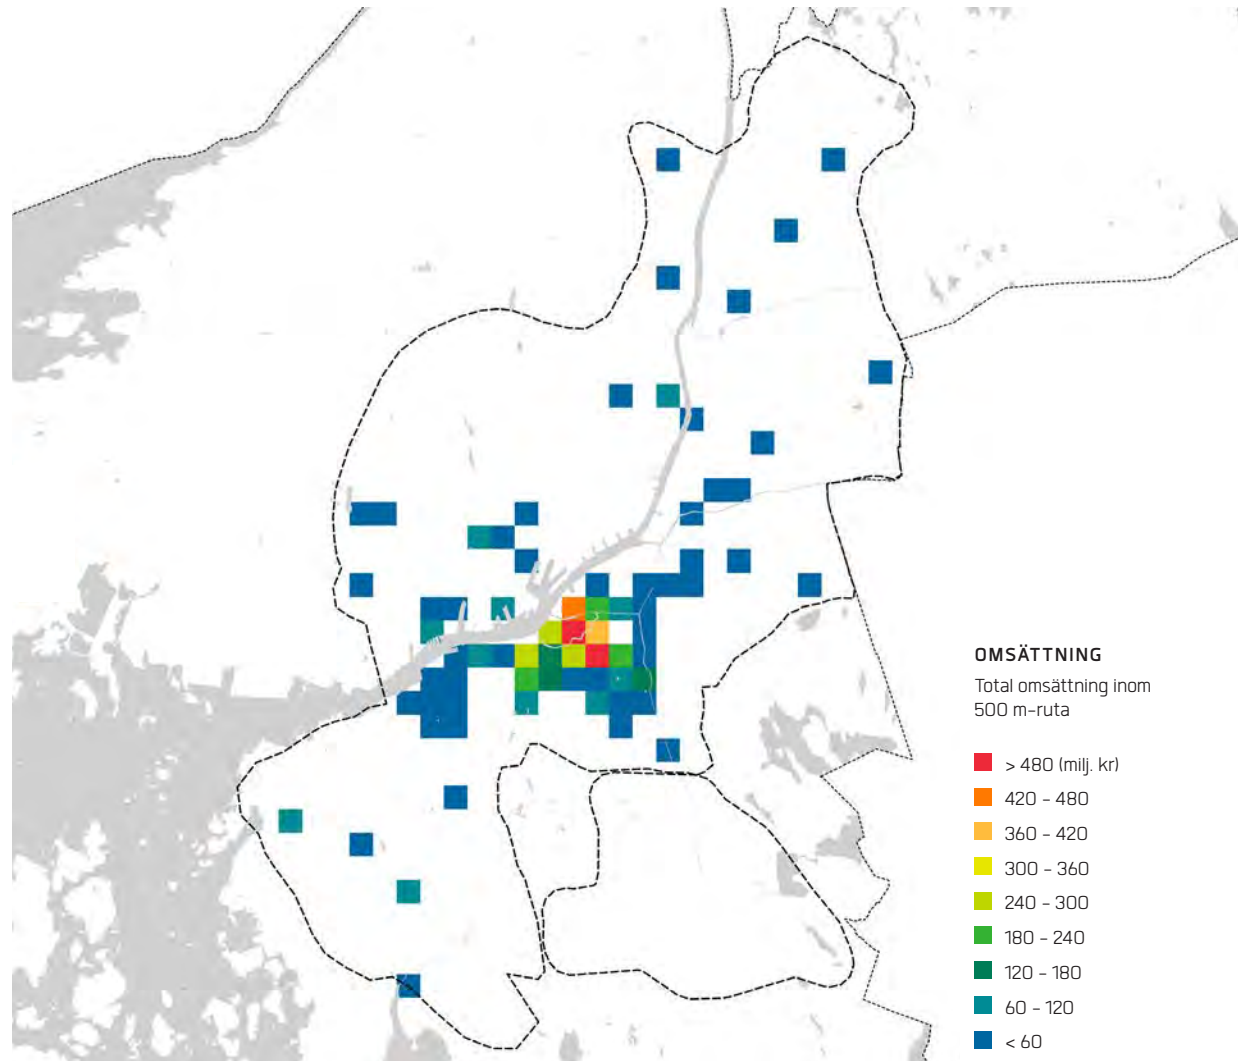 OMSÄTTNING
Total omsättning inom
500 m-ruta
> 480 (milj. kr)
420 – 480
360 – 420
300 – 360
240 – 300
180 – 240
120 – 180
60 – 120
< 60